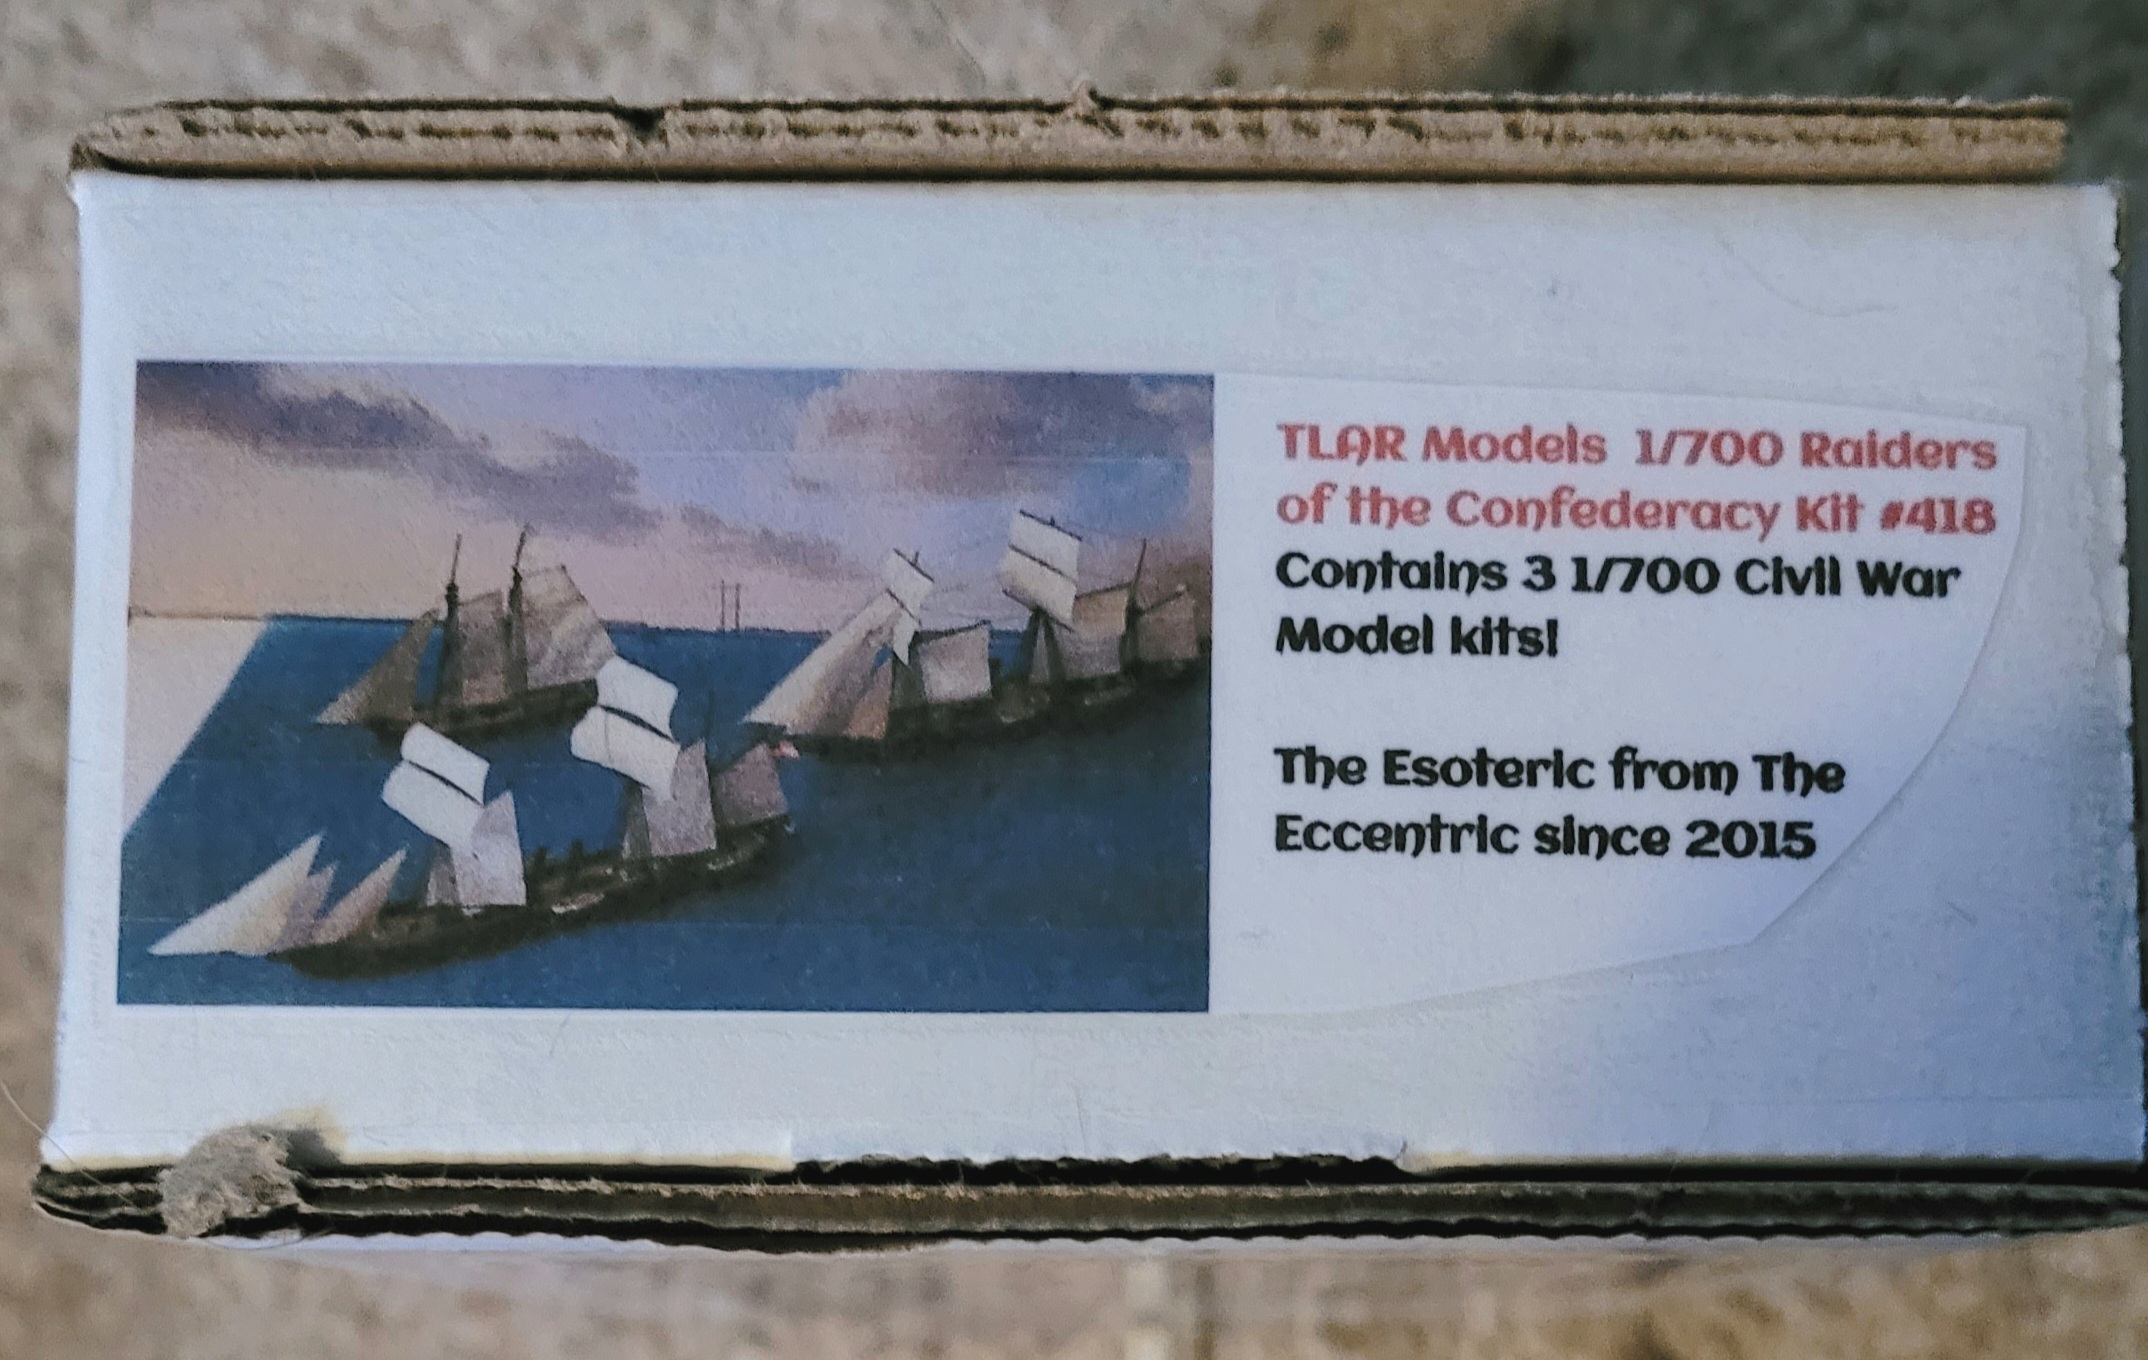 TLAR Models 1/700 Raiders
of the Confederacy Kit #418
Contains 3 1/700 Civil War
Model kits!
The Esoteric from The
Eccentric since 2015